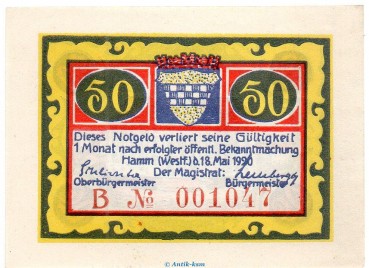 50 50
Dieses Notgeld verliert seine Gültigkeit
1 Monat nach erfolgter öffentl. Bekanntmachung
Hamm (Westf.) d. 18. Mai 1920
Der Magistrat:
Oberbürgermeister Bürgermeister
B № 001047
© Antik-kum